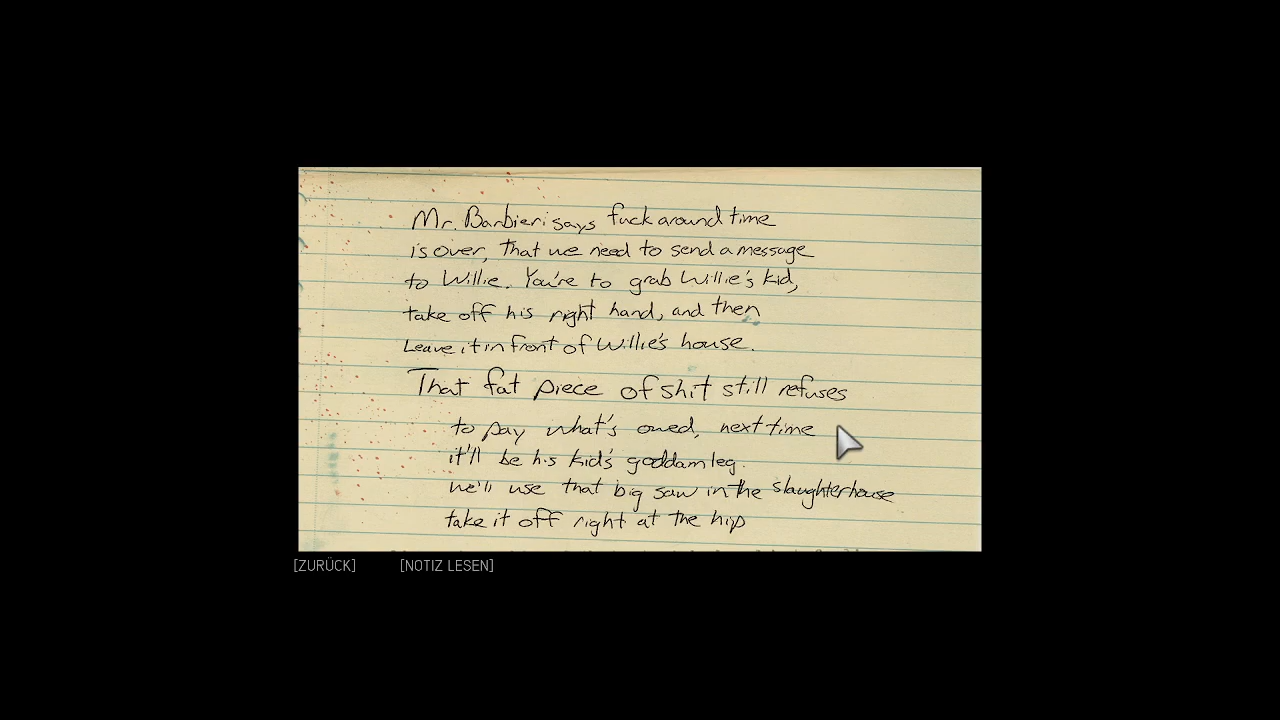 Mr. Barbieri says fuck around time
is over, that we need to send a message
to Willie. You're to grab Willie's kid,
take off his right hand, and then
Leave it in front of Willie's house.
That fat piece of shit still refuses
to pay what's owed, next time
it'll be his kid's goddam leg.
we'll use that big saw in the slaughterhouse
take it off right at the hip
[ZURÜCK] [NOTIZ LESEN]